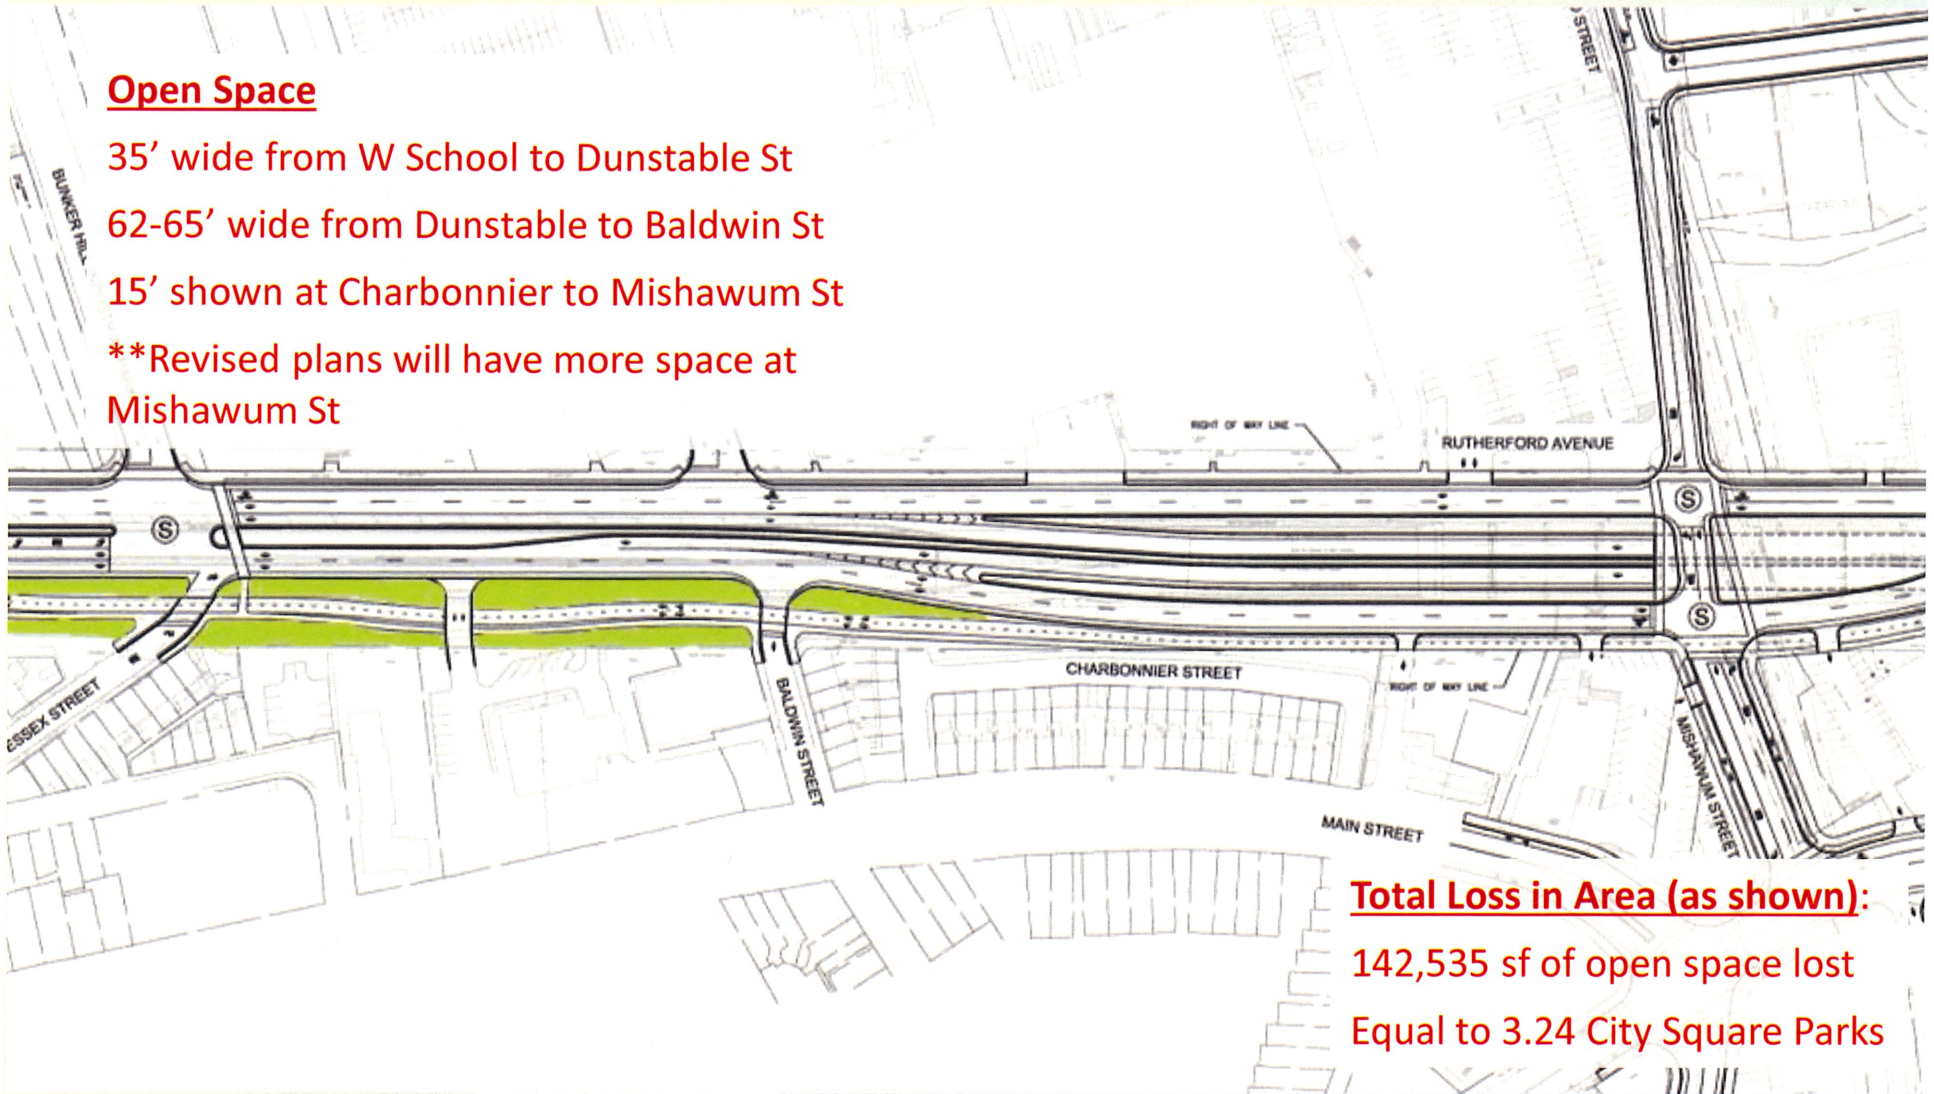 Open Space
35’ wide from W School to Dunstable St
62-65’ wide from Dunstable to Baldwin St
15’ shown at Charbonnier to Mishawum St
**Revised plans will have more space at
Mishawum St
STREET
BUNKER HILL
RIGHT OF WAY LINE
RUTHERFORD AVENUE
S
S
S
CHARBONNIER STREET
RIGHT OF WAY LINE
ESSEX STREET
BALDWIN STREET
MISHAWUM STREET
MAIN STREET
Total Loss in Area (as shown):
142,535 sf of open space lost
Equal to 3.24 City Square Parks